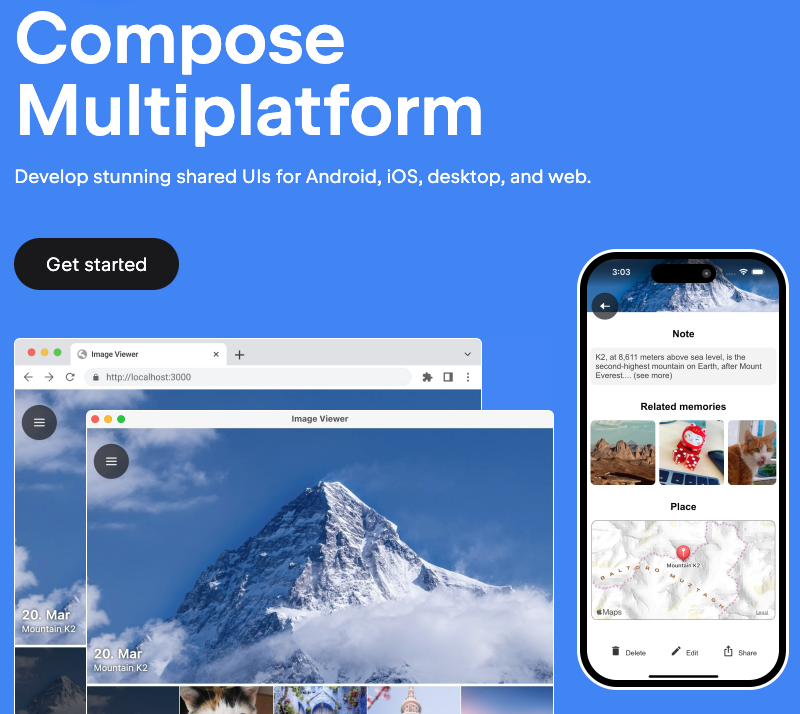 Compose
Multiplatform
Develop stunning shared UIs for Android, iOS, desktop, and web.
Get started
Image Viewer
http://localhost:3000
20. Mar
Mountain K2
Image Viewer
20. Mar
Mountain K2
3:03
Note
K2, at 8,611 meters above sea level, is the
second-highest mountain on Earth, after Mount
Everest.... (see more)
Related memories
Place
Mountain K2
BALTORO MUZTAGH
Maps
Legal
Delete
Edit
Share